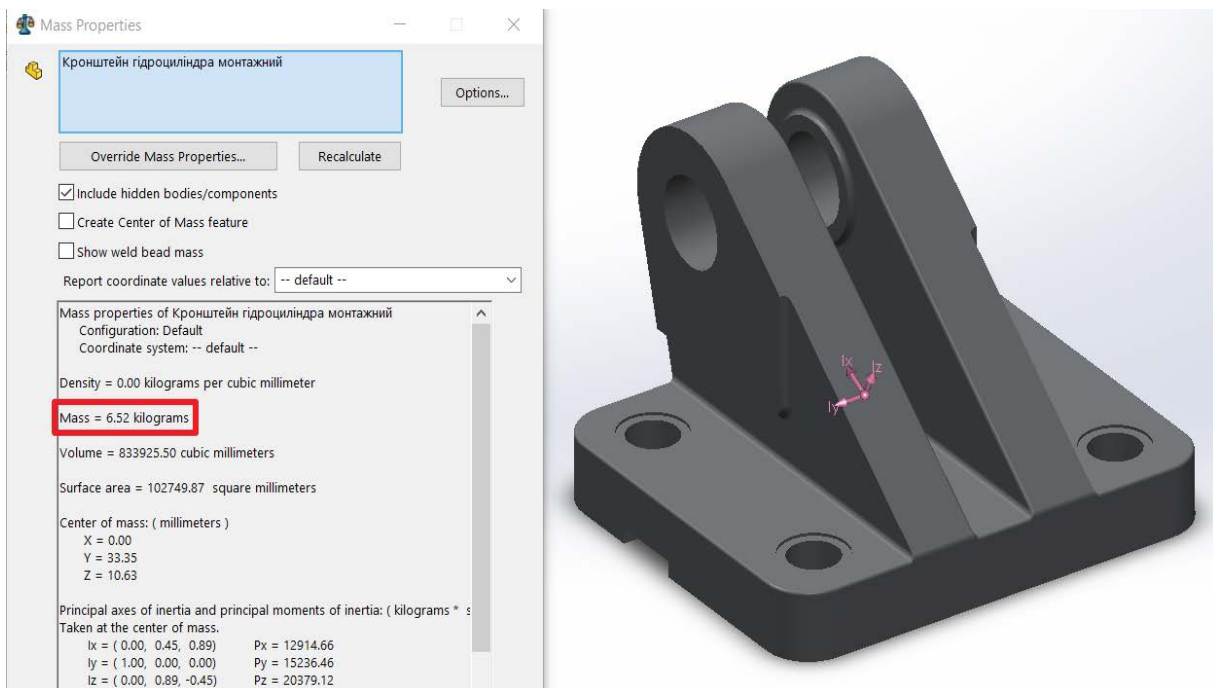 Mass Properties
Кронштейн гідроциліндра монтажний
Options...
Override Mass Properties...
Recalculate
Include hidden bodies/components
Create Center of Mass feature
Show weld bead mass
Report coordinate values relative to: -- default --
Mass properties of Кронштейн гідроциліндра монтажний
Configuration: Default
Coordinate system: -- default --
Density = 0.00 kilograms per cubic millimeter
Mass = 6.52 kilograms
Volume = 833925.50 cubic millimeters
Surface area = 102749.87 square millimeters
Center of mass: ( millimeters )
X = 0.00
Y = 33.35
Z = 10.63
Principal axes of inertia and principal moments of inertia: ( kilograms * s
Taken at the center of mass.
Ix = ( 0.00, 0.45, 0.89) Px = 12914.66
Iy = ( 1.00, 0.00, 0.00) Py = 15236.46
Iz = ( 0.00, 0.89, -0.45) Pz = 20379.12
Ix
Iz
Iy